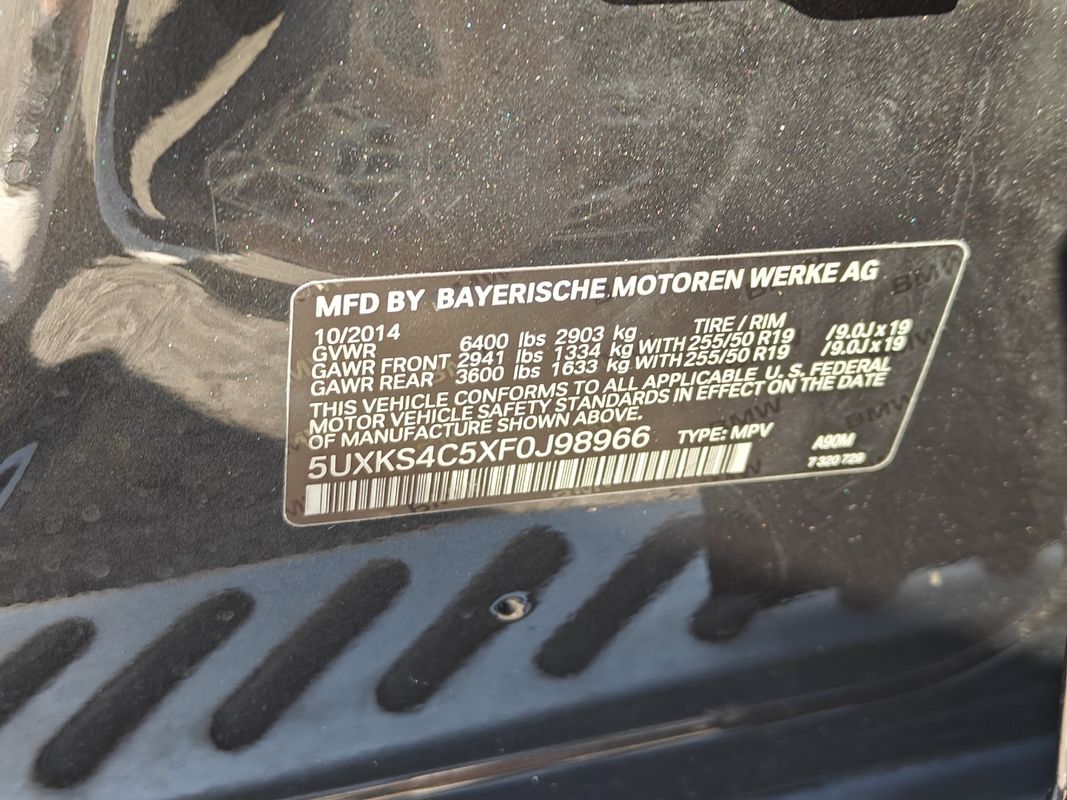 MFD BY BAYERISCHE MOTOREN WERKE AG
10/2014 TIRE / RIM
GVWR 6400 lbs 2903 kg
GAWR FRONT 2941 lbs 1334 kg WITH 255/50 R19 /9.0J x 19
GAWR REAR 3600 lbs 1633 kg WITH 255/50 R19 /9.0J x 19
THIS VEHICLE CONFORMS TO ALL APPLICABLE U.S. FEDERAL
MOTOR VEHICLE SAFETY STANDARDS IN EFFECT ON THE DATE
OF MANUFACTURE SHOWN ABOVE.
5UXKS4C5XF0J98966 TYPE: MPV A90M
7 320 729